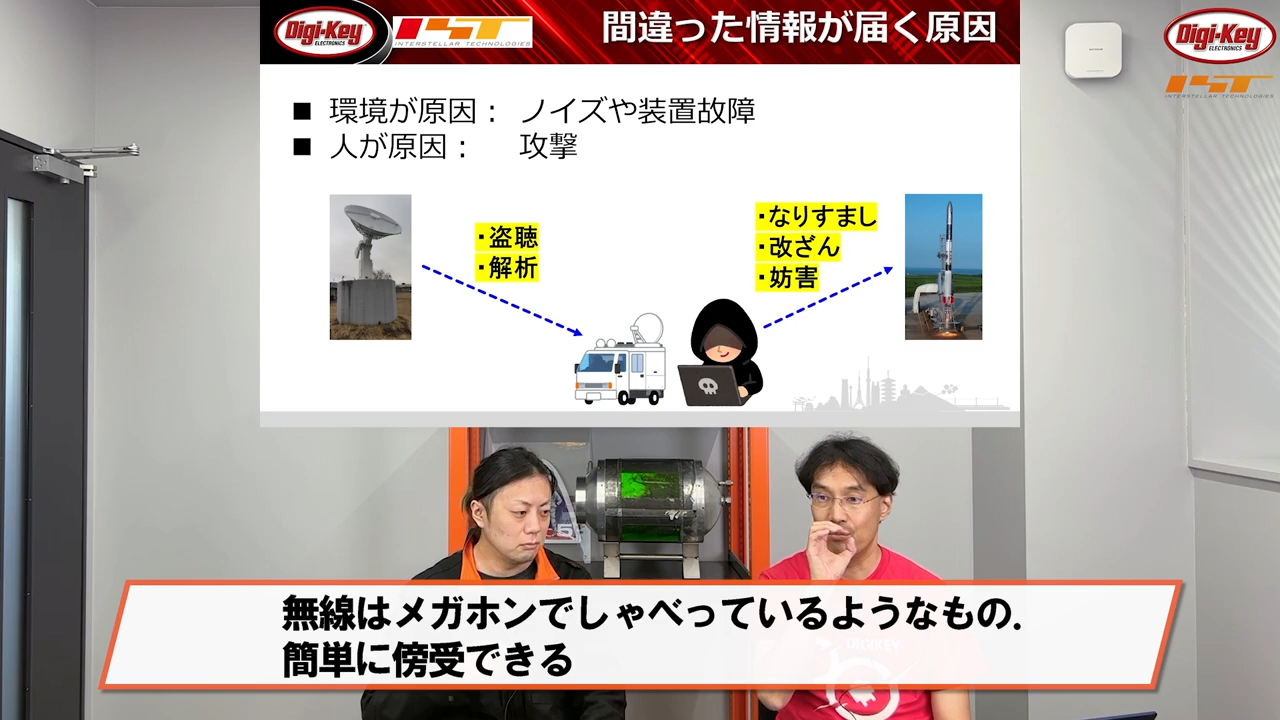 Digi-Key
ELECTRONICS
IST
INTERSTELLAR TECHNOLOGIES
間違った情報が届く原因
Digi-Key
ELECTRONICS
IST
INTERSTELLAR TECHNOLOGIES
■ 環境が原因： ノイズや装置故障
■ 人が原因： 攻撃
・盗聴
・解析
・なりすまし
・改ざん
・妨害
無線はメガホンでしゃべっているようなもの．
簡単に傍受できる
DIGIKEY